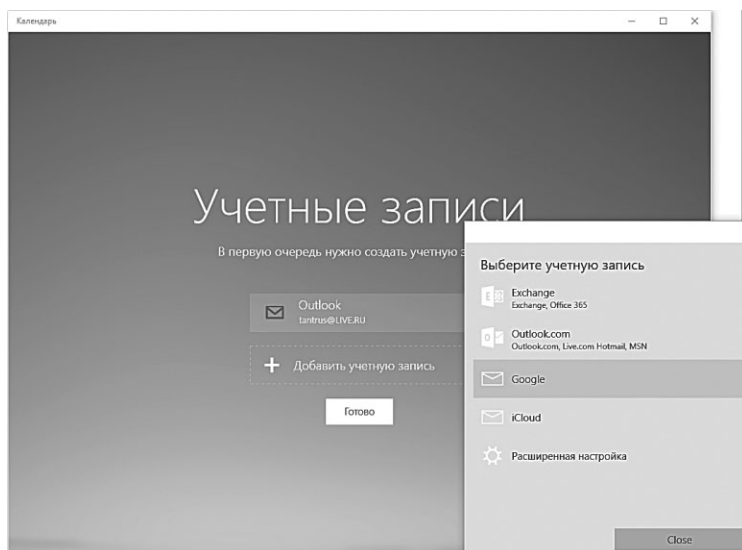 Календарь
Учетные записи
В первую очередь нужно создать учетную з
Outlook
tantrus@LIVE.RU
Добавить учетную запись
Готово
Выберите учетную запись
Exchange
Exchange, Office 365
Outlook.com
Outlook.com, Live.com Hotmail, MSN
Google
iCloud
Расширенная настройка
Close